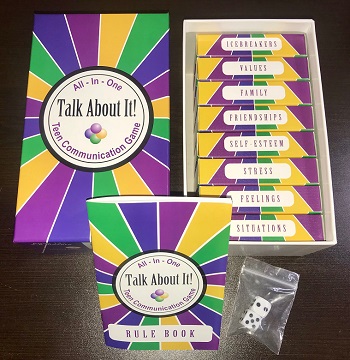 All-In-One
Talk About It!
Teen Communication Game
ICEBREAKERS
VALUES
FAMILY
FRIENDSHIPS
SELF-ESTEEM
STRESS
FEELINGS
SITUATIONS
All-In-One
Talk About It!
Teen Communication Game
RULE BOOK